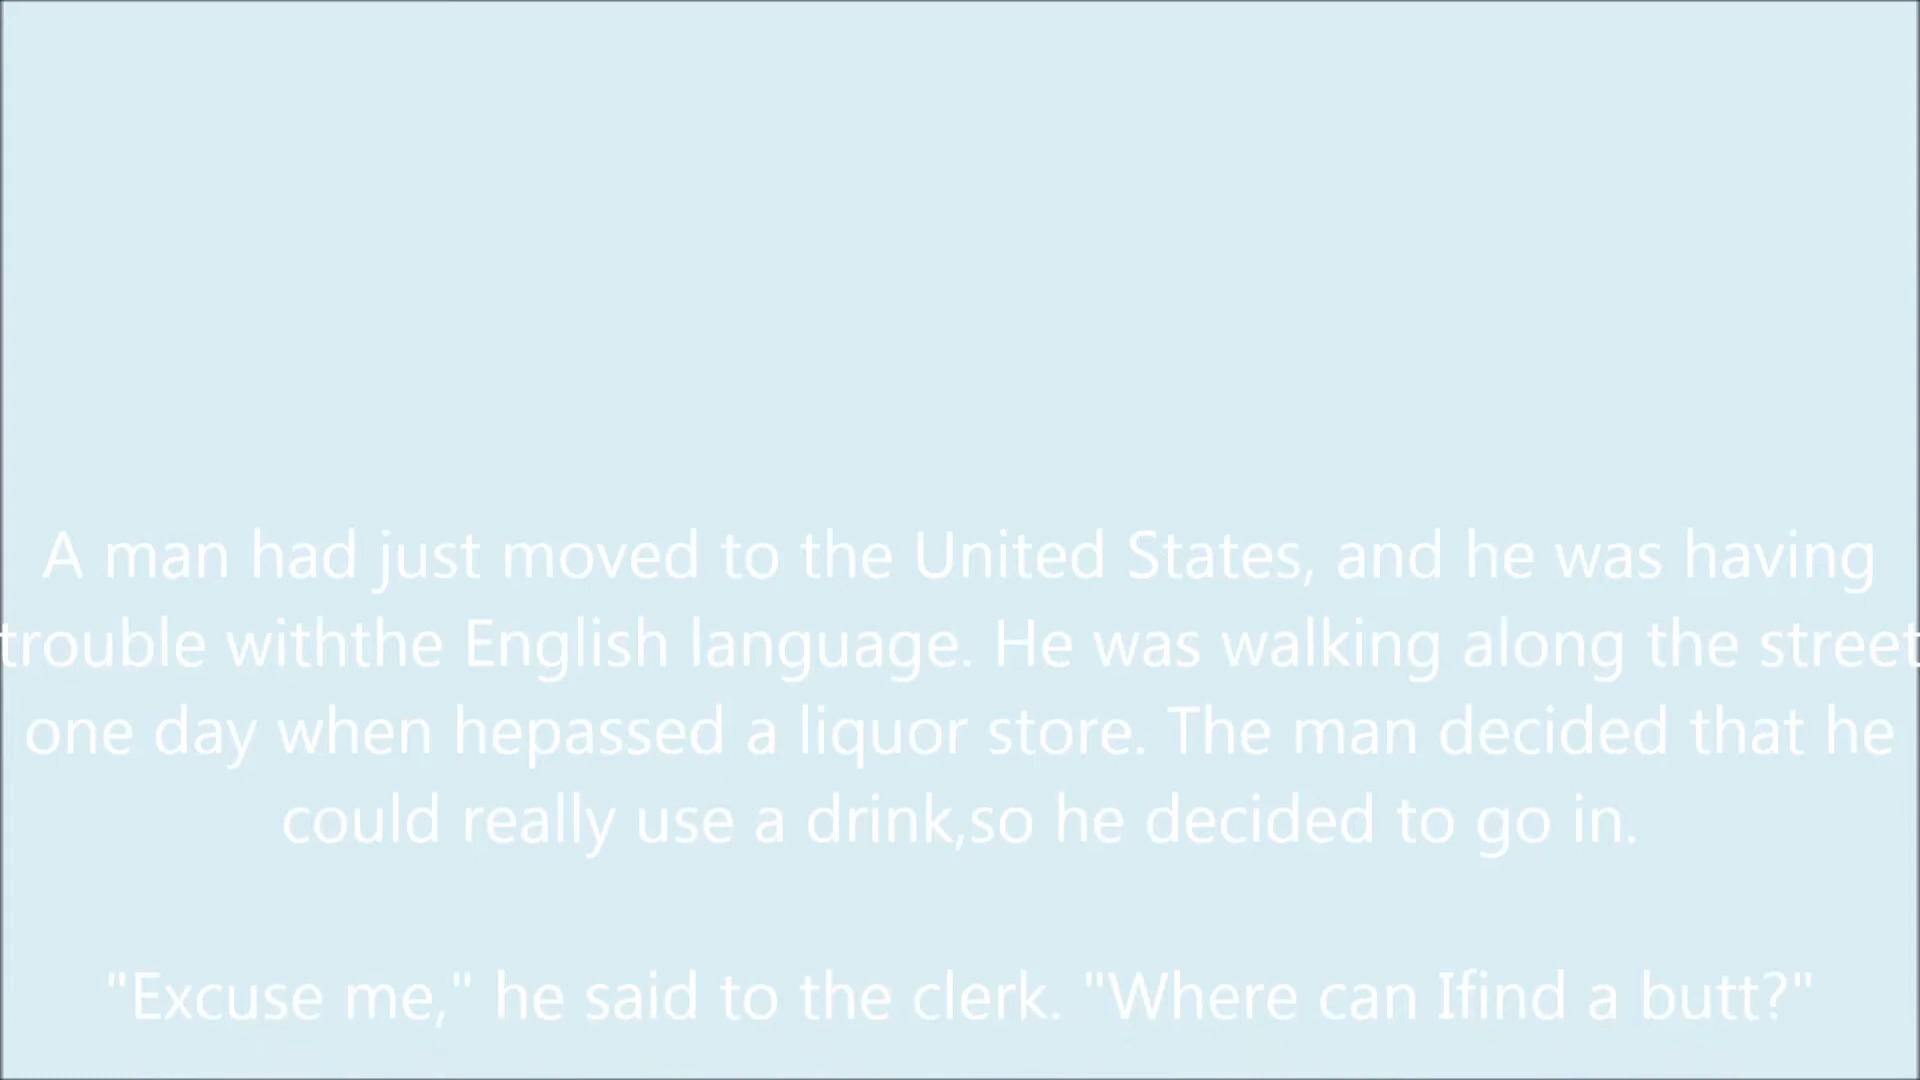 A man had just moved to the United States, and he was having
trouble withthe English language. He was walking along the street
one day when hepassed a liquor store. The man decided that he
could really use a drink,so he decided to go in.
"Excuse me," he said to the clerk. "Where can Ifind a butt?"